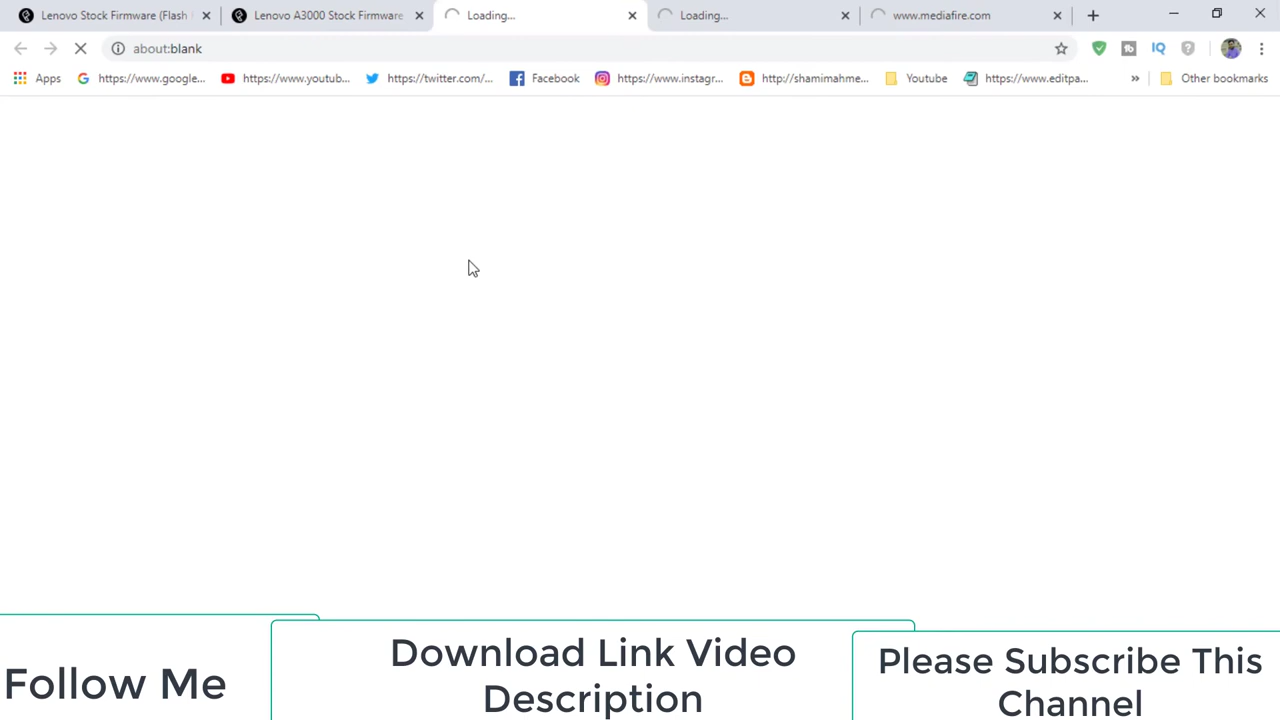 Lenovo Stock Firmware (Flash
Lenovo A3000 Stock Firmware
Loading...
Loading...
www.mediafire.com
about:blank
Apps
https://www.google...
https://www.youtub...
https://twitter.com/...
Facebook
https://www.instagr...
http://shamimahme...
Youtube
https://www.editpa...
»
Other bookmarks
Follow Me
Download Link Video
Description
Please Subscribe This
Channel